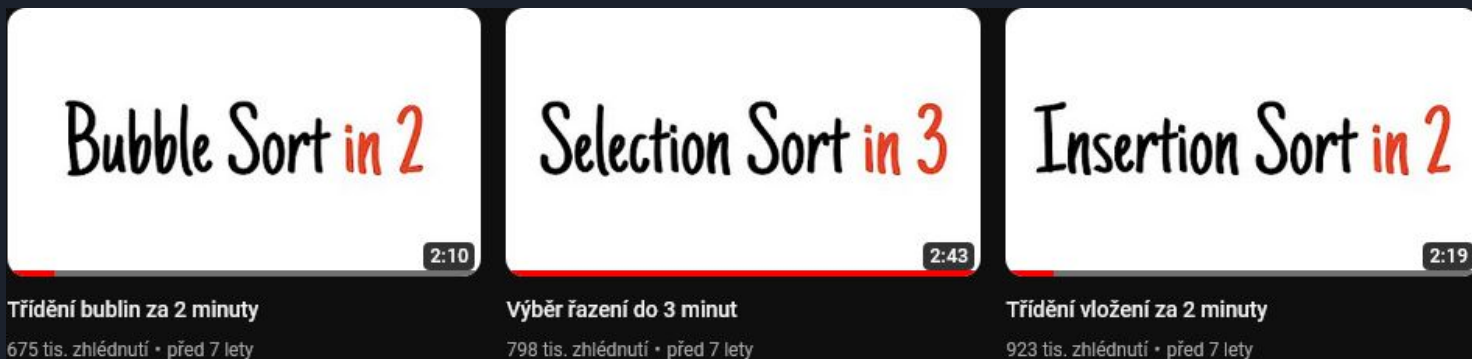 Bubble Sort in 2
2:10
Třídění bublin za 2 minuty
675 tis. zhlédnutí • před 7 lety
Selection Sort in 3
2:43
Výběr řazení do 3 minut
798 tis. zhlédnutí • před 7 lety
Insertion Sort in 2
2:19
Třídění vložení za 2 minuty
923 tis. zhlédnutí • před 7 lety